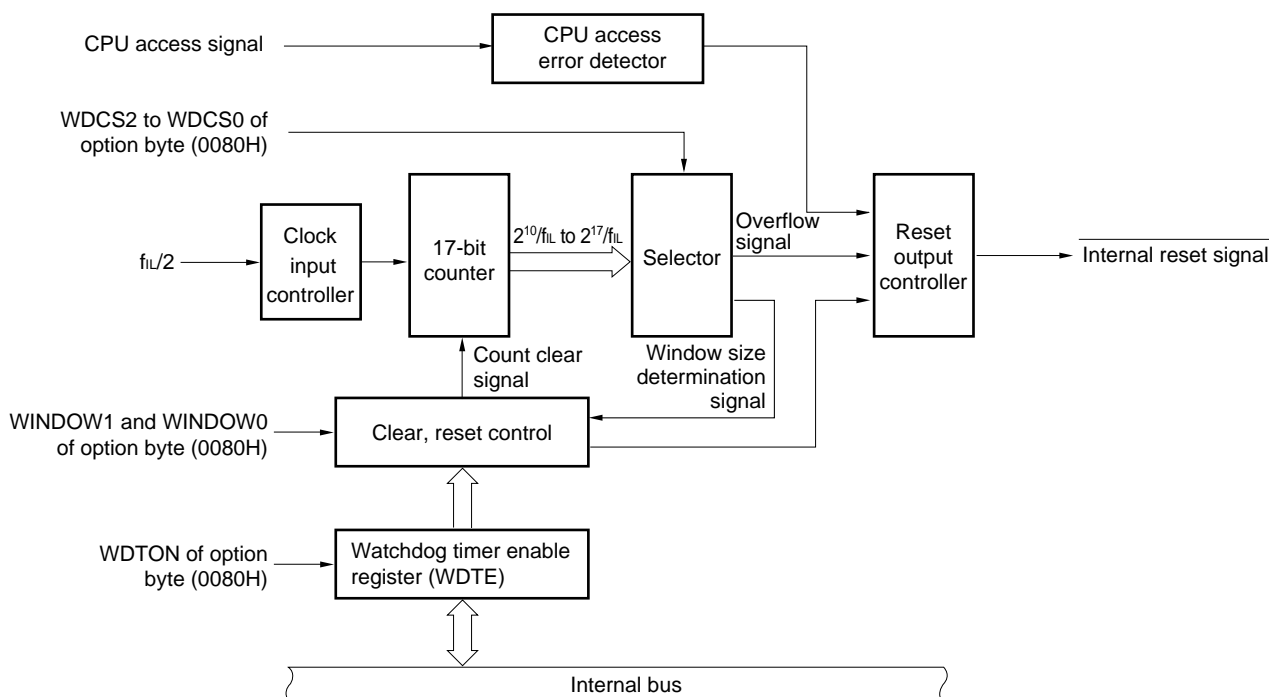 CPU access signal
CPU access
error detector
WDCS2 to WDCS0 of
option byte (0080H)
fIL/2
Clock
input
controller
17-bit
counter
2¹⁰/fIL to 2¹⁷/fIL
Selector
Overflow
signal
Reset
output
controller
Internal reset signal
Count clear
signal
Window size
determination
signal
WINDOW1 and WINDOW0
of option byte (0080H)
Clear, reset control
WDTON of option
byte (0080H)
Watchdog timer enable
register (WDTE)
Internal bus